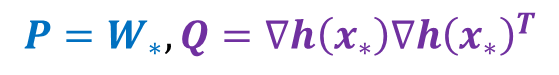 P = W_*, Q = ∇h(x_*)∇h(x_*)^T